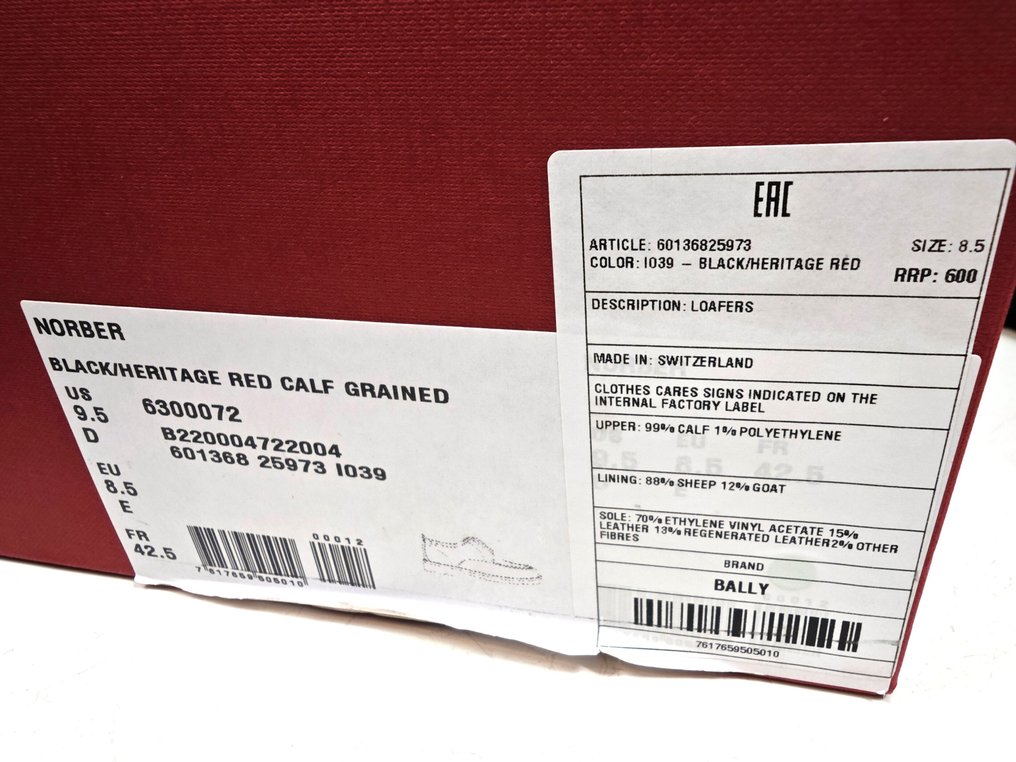 NORBER
BLACK/HERITAGE RED CALF GRAINED
US
9.5
D
6300072
B220004722004
601368 25973 I039
EU
8.5
E
FR
42.5
00012
7617659505010
EAC
ARTICLE: 60136825973
SIZE: 8.5
COLOR: I039 – BLACK/HERITAGE RED
RRP: 600
DESCRIPTION: LOAFERS
MADE IN: SWITZERLAND
CLOTHES CARES SIGNS INDICATED ON THE
INTERNAL FACTORY LABEL
UPPER: 99% CALF 1% POLYETHYLENE
LINING: 88% SHEEP 12% GOAT
SOLE: 70% ETHYLENE VINYL ACETATE 15%
LEATHER 13% REGENERATED LEATHER2% OTHER
FIBRES
BRAND
BALLY
7617659505010